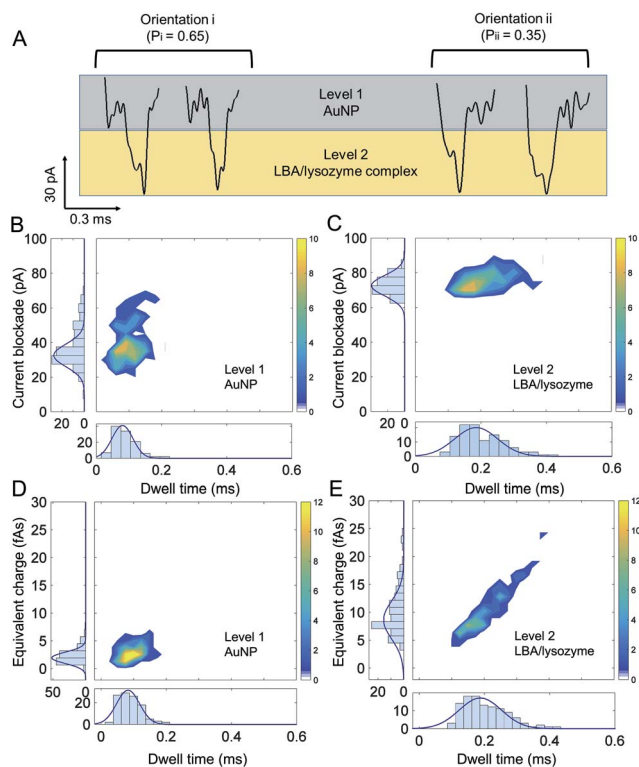 A
Orientation i
(Pi = 0.65)
Orientation ii
(Pii = 0.35)
Level 1
AuNP
Level 2
LBA/lysozyme complex
30 pA
0.3 ms
B
Current blockade (pA)
100
80
60
40
20
0
20 0
Level 1
AuNP
10
8
6
4
2
0
20
0
0 0.2 0.4 0.6
Dwell time (ms)
C
Current blockade (pA)
100
80
60
40
20
0
20 0
Level 2
LBA/lysozyme
10
8
6
4
2
0
20
10
0
0 0.2 0.4 0.6
Dwell time (ms)
D
Equivalent charge (fAs)
30
25
20
15
10
5
0
50 0
Level 1
AuNP
12
10
8
6
4
2
0
20
0
0 0.2 0.4 0.6
Dwell time (ms)
E
Equivalent charge (fAs)
30
25
20
15
10
5
0
20 0
Level 2
LBA/lysozyme
12
10
8
6
4
2
0
10
0
0 0.2 0.4 0.6
Dwell time (ms)